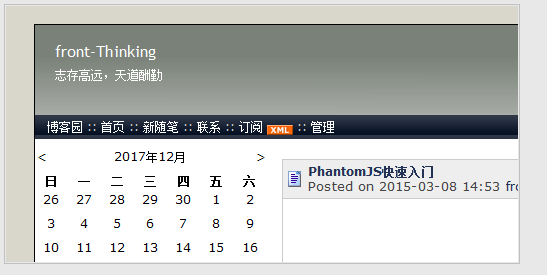 front-Thinking
志存高远，天道酬勤
博客园 :: 首页 :: 新随笔 :: 联系 :: 订阅 XML :: 管理
< 2017年12月 >
日 一 二 三 四 五 六
26 27 28 29 30 1 2
3 4 5 6 7 8 9
10 11 12 13 14 15 16
PhantomJS快速入门
Posted on 2015-03-08 14:53 fro